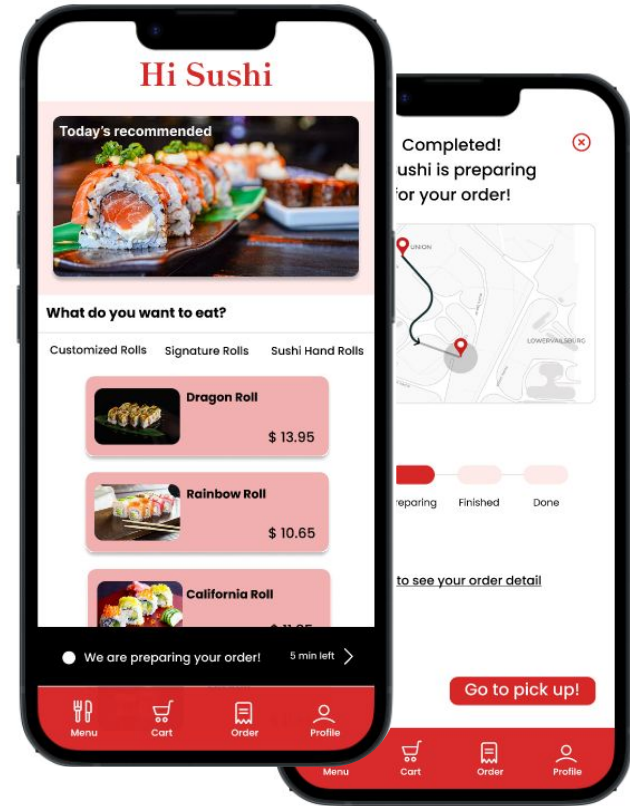 Hi Sushi
Today's recommended
What do you want to eat?
Customized Rolls
Signature Rolls
Sushi Hand Rolls
Dragon Roll
$ 13.95
Rainbow Roll
$ 10.65
California Roll
We are preparing your order!
5 min left
Menu
Cart
Order
Profile
Completed!
ushi is preparing
for your order!
UNION
LOWERVAILSBURG
eparing
Finished
Done
to see your order detail
Go to pick up!
Menu
Cart
Order
Profile